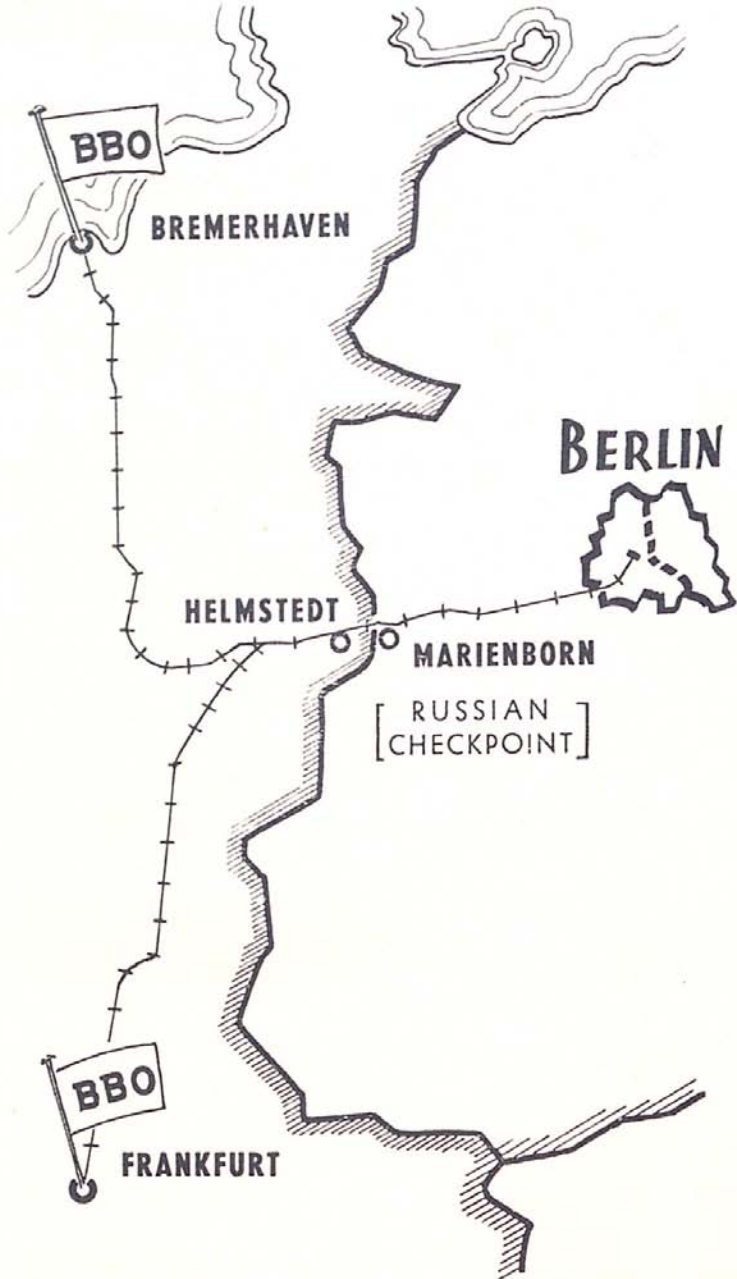 BBO
BREMERHAVEN
BERLIN
HELMSTEDT
MARIENBORN
[RUSSIAN
CHECKPOINT]
BBO
FRANKFURT